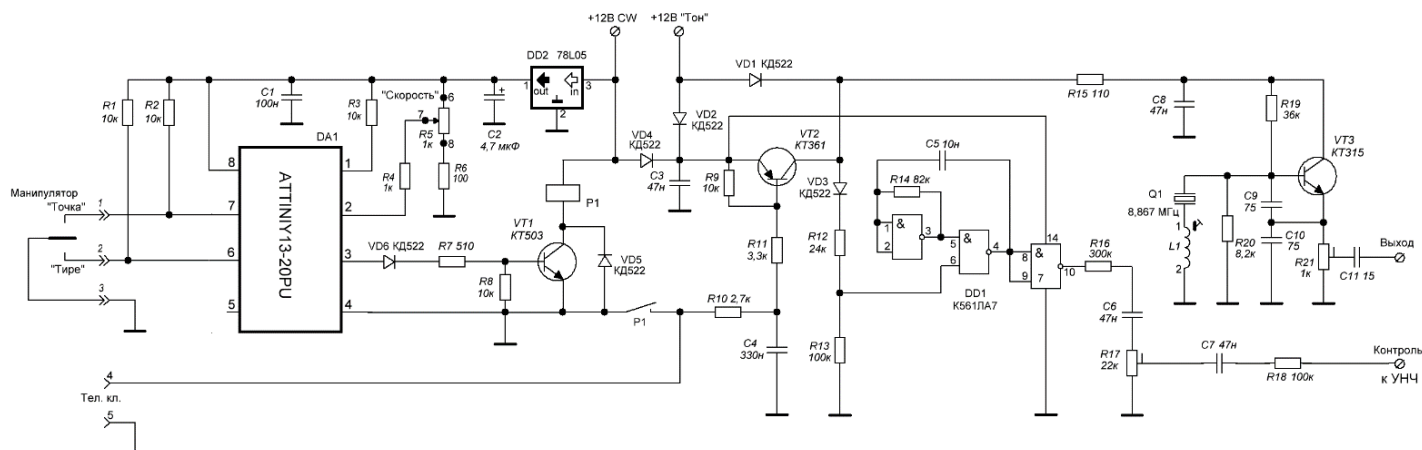 +12В CW
+12В "Тон"
DD2 78L05
1
out
in
3
2
VD1 КД522
R15 110
C8
47н
R19
36к
VT3
КТ315
R1
10к
R2
10к
C1
100н
R3
10к
"Скорость"
6
7
R5
1к
8
C2
4,7 мкФ
+
VD2
КД522
VD4
КД522
VT2
КТ361
C5 10н
R14 82к
DA1
ATTINIY13-20PU
8
7
6
5
1
2
3
4
R4
1к
R6
100
P1
C3
47н
R9
10к
VD3
КД522
Манипулятор
"Точка"
1
"Тире"
2
3
VT1
КТ503
VD6 КД522
R7 510
R8
10к
VD5
КД522
R11
3,3к
R12
24к
&
1
2
3
&
5
6
4
&
14
8
9
7
10
DD1
К561ЛА7
R16
300к
Q1
8,867 МГц
1
L1
2
R20
8,2к
C9
75
C10
75
R21
1к
C11 15
Выход
P1
R10 2,7к
C4
330н
R13
100к
C6
47н
R17
22к
C7 47н
R18 100к
Контроль
к УНЧ
4
Тел. кл.
5